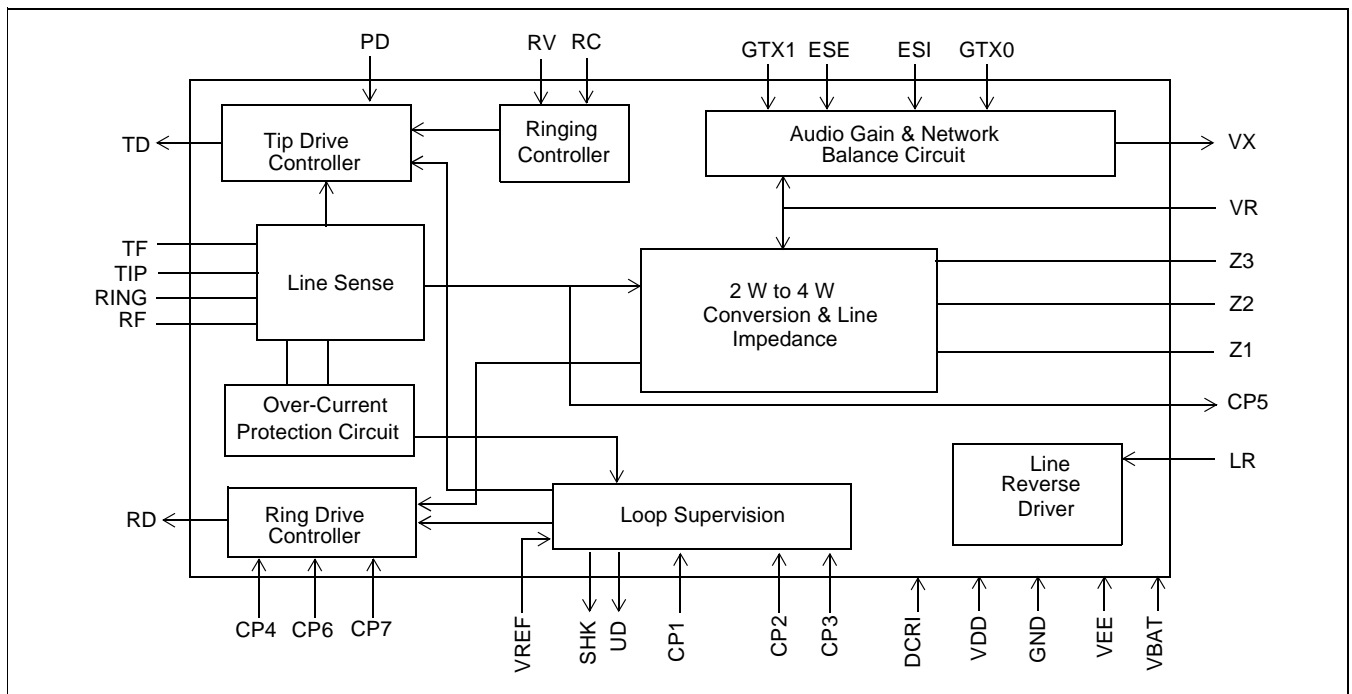 PD
RV RC
GTX1 ESE ESI GTX0
TD
Tip Drive
Controller
Ringing
Controller
Audio Gain & Network
Balance Circuit
VX
VR
TF
TIP
RING
RF
Line Sense
2 W to 4 W
Conversion & Line
Impedance
Z3
Z2
Z1
Over-Current
Protection Circuit
CP5
Line
Reverse
Driver
LR
RD
Ring Drive
Controller
Loop Supervision
CP4 CP6 CP7
VREF
SHK
UD
CP1
CP2
CP3
DCRI
VDD
GND
VEE
VBAT